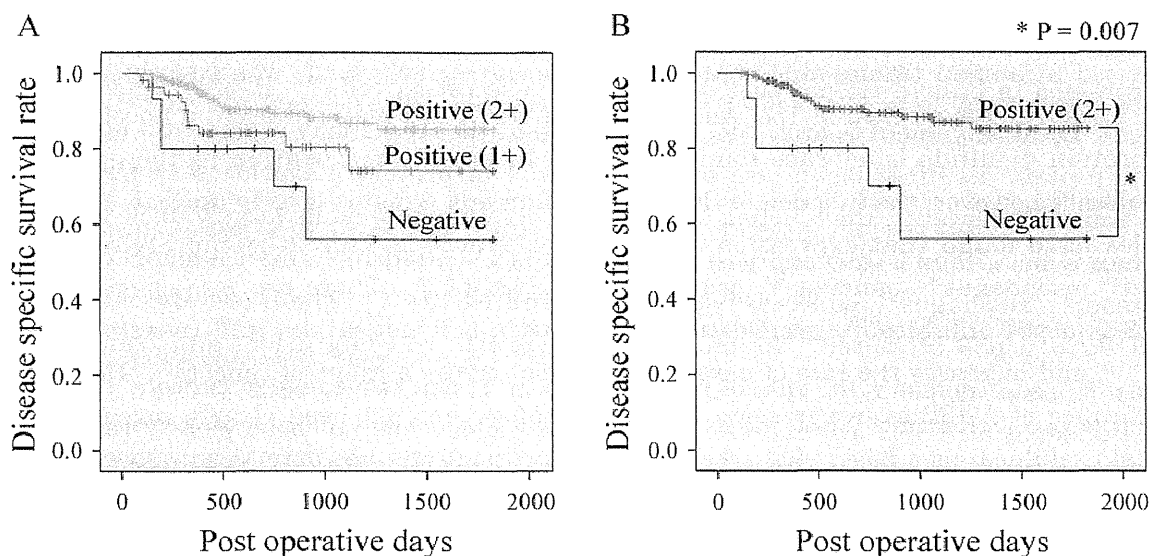 A
Disease specific survival rate
1.0
0.8
0.6
0.4
0.2
0.0
Positive (2+)
Positive (1+)
Negative
0 500 1000 1500 2000
Post operative days
B
* P = 0.007
Disease specific survival rate
1.0
0.8
0.6
0.4
0.2
0.0
Positive (2+)
*
Negative
0 500 1000 1500 2000
Post operative days